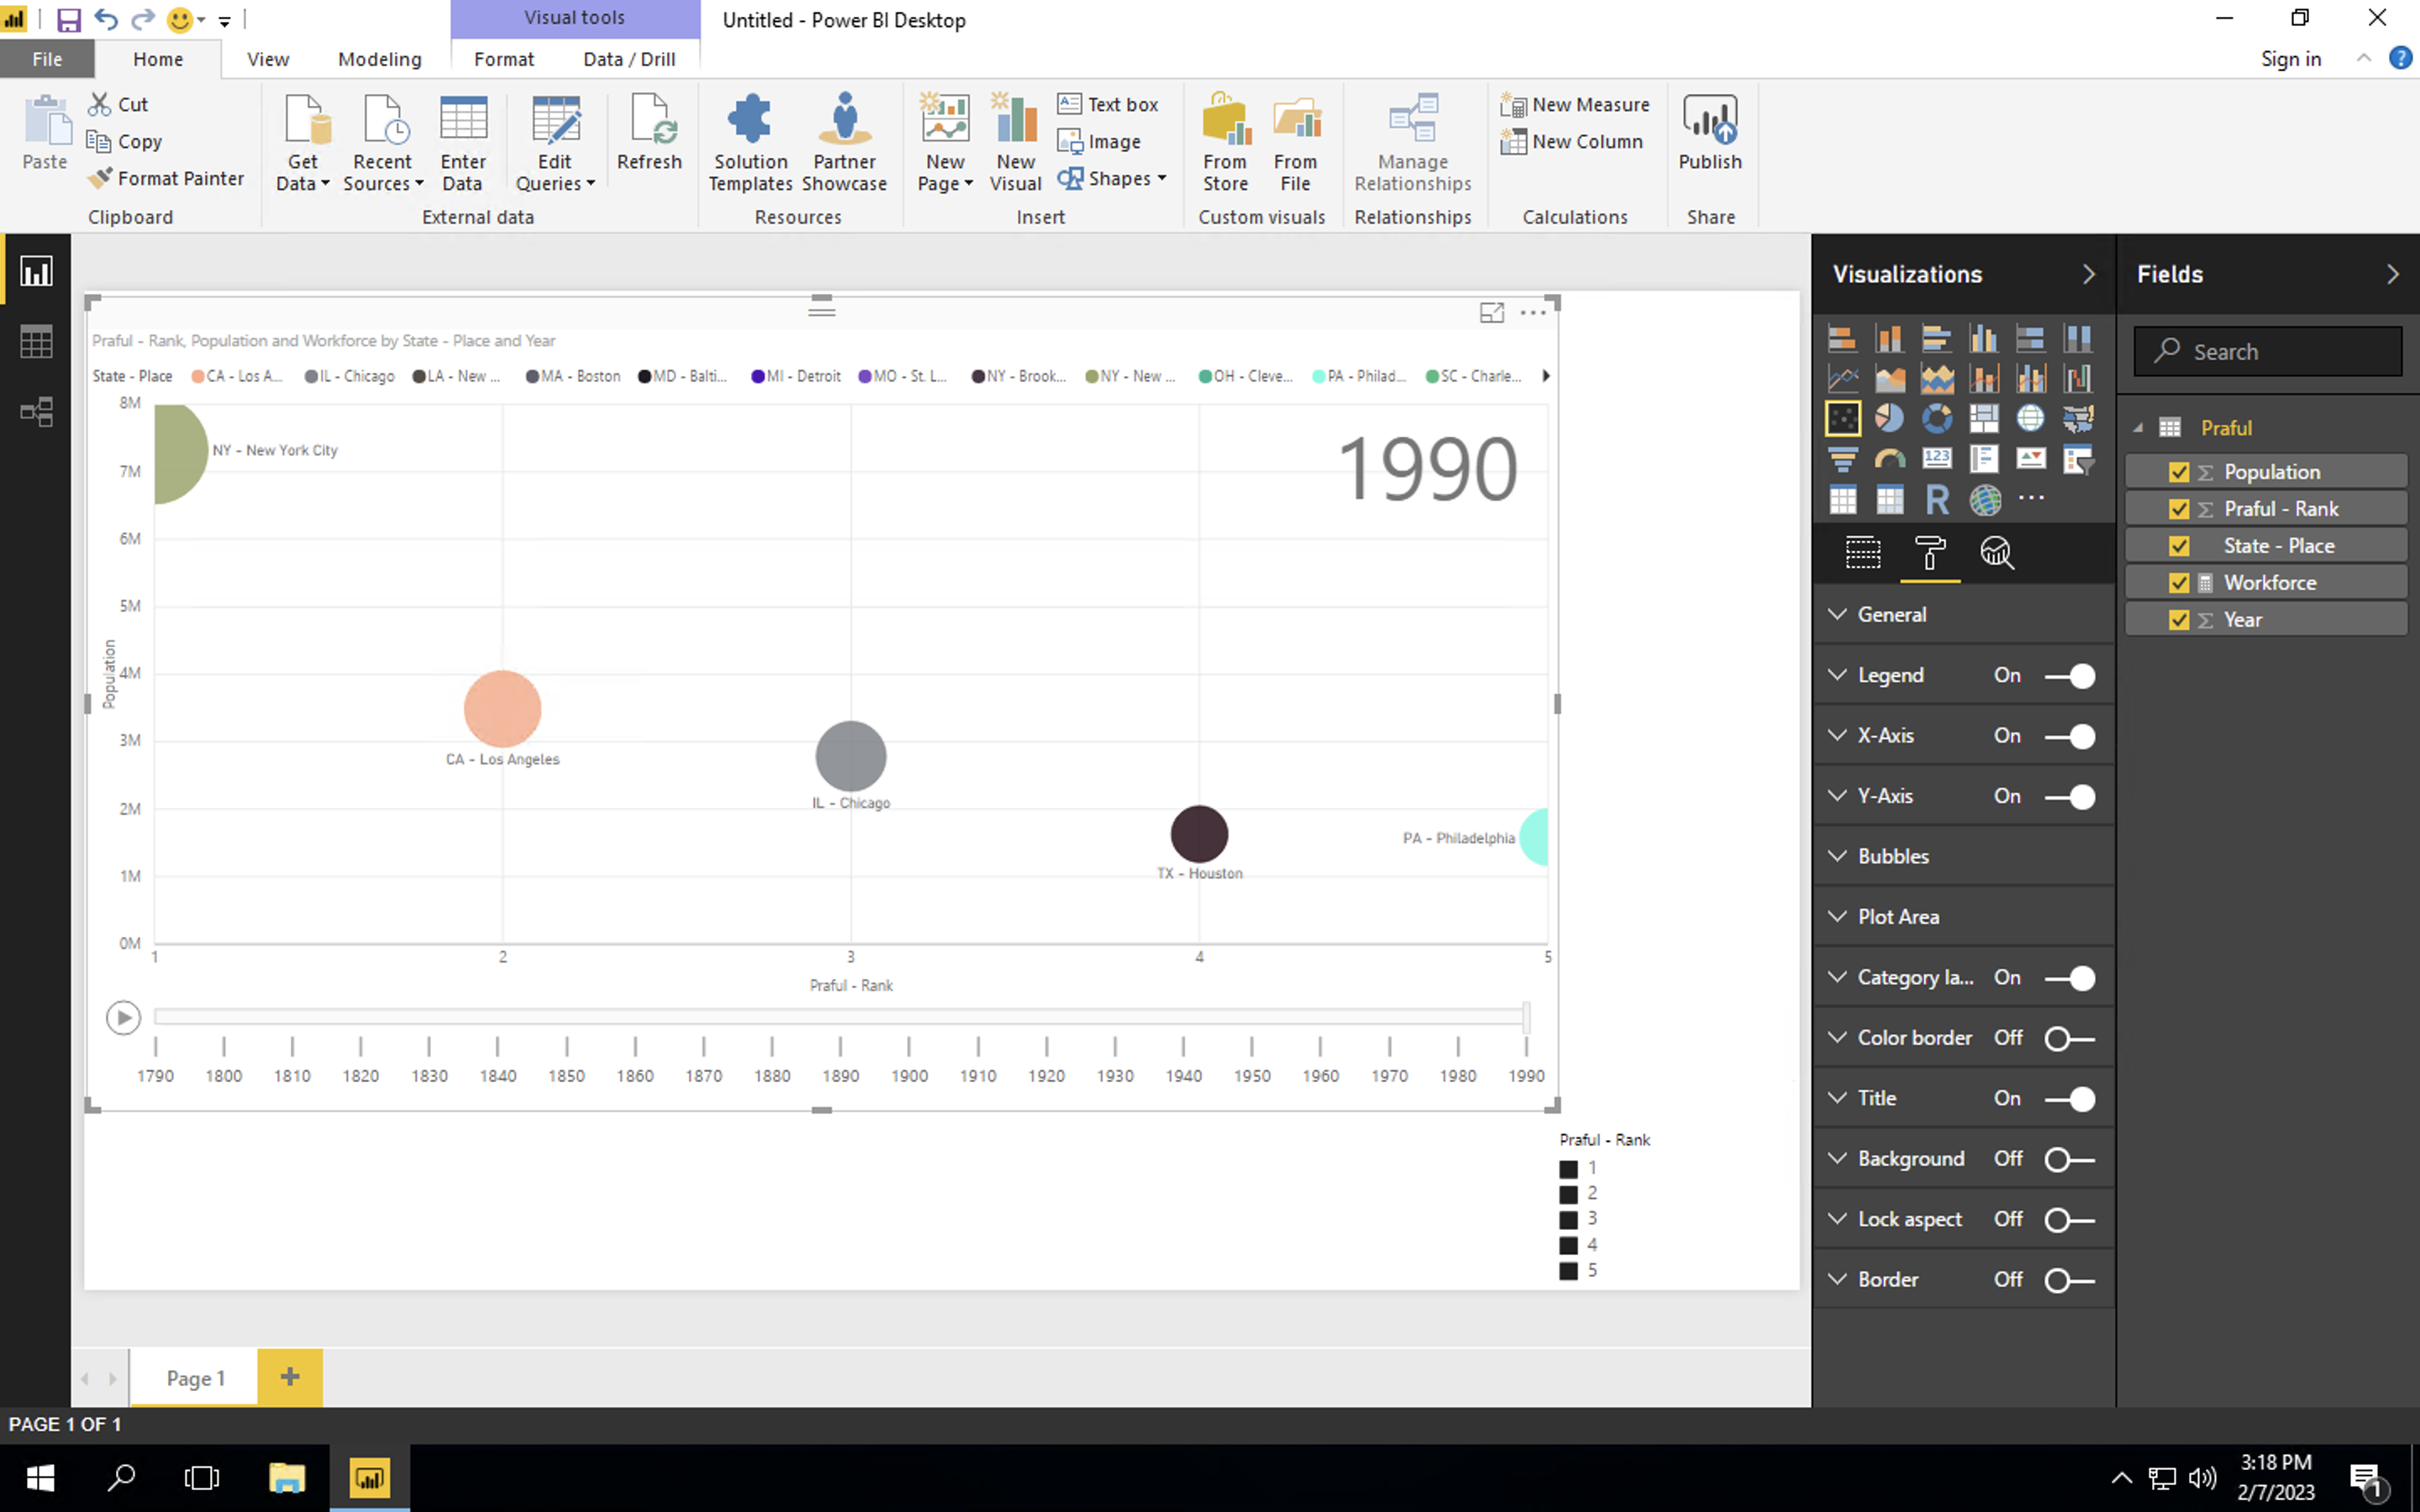 Visual tools
Untitled - Power BI Desktop
File
Home
View
Modeling
Format
Data / Drill
Sign in
?
Paste
Cut
Copy
Format Painter
Clipboard
Get Data
Recent Sources
Enter Data
Edit Queries
Refresh
External data
Solution Templates
Partner Showcase
Resources
New Page
New Visual
Text box
Image
Shapes
Insert
From Store
From File
Custom visuals
Manage Relationships
Relationships
New Measure
New Column
Calculations
Publish
Share
Praful - Rank, Population and Workforce by State - Place and Year
State - Place CA - Los A... IL - Chicago LA - New ... MA - Boston MD - Balti... MI - Detroit MO - St. L... NY - Brook... NY - New ... OH - Cleve... PA - Philad... SC - Charle...
1990
8M
7M
6M
5M
4M
3M
2M
1M
0M
Population
NY - New York City
CA - Los Angeles
IL - Chicago
TX - Houston
PA - Philadelphia
1 2 3 4 5
Praful - Rank
1790 1800 1810 1820 1830 1840 1850 1860 1870 1880 1890 1900 1910 1920 1930 1940 1950 1960 1970 1980 1990
Praful - Rank
1
2
3
4
5
Visualizations
123
R
General
Legend On
X-Axis On
Y-Axis On
Bubbles
Plot Area
Category la... On
Color border Off
Title On
Background Off
Lock aspect Off
Border Off
Fields
Search
Praful
Population
Praful - Rank
State - Place
Workforce
Year
Page 1
+
PAGE 1 OF 1
3:18 PM
2/7/2023
1